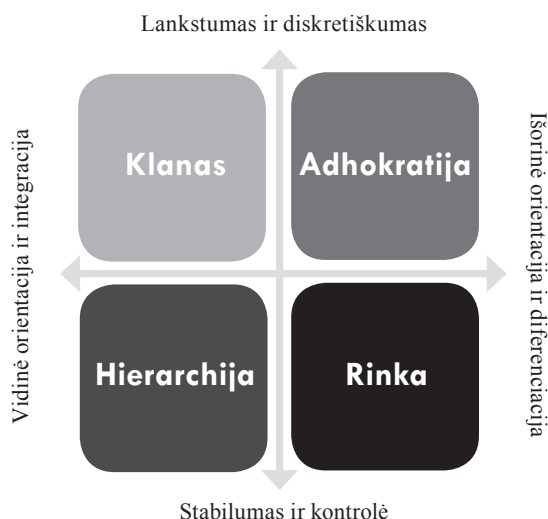 Lankstumas ir diskretiškumas
Vidinė orientacija ir integracija
Klanas
Adhokratija
Išorinė orientacija ir diferenciacija
Hierarchija
Rinka
Stabilumas ir kontrolė